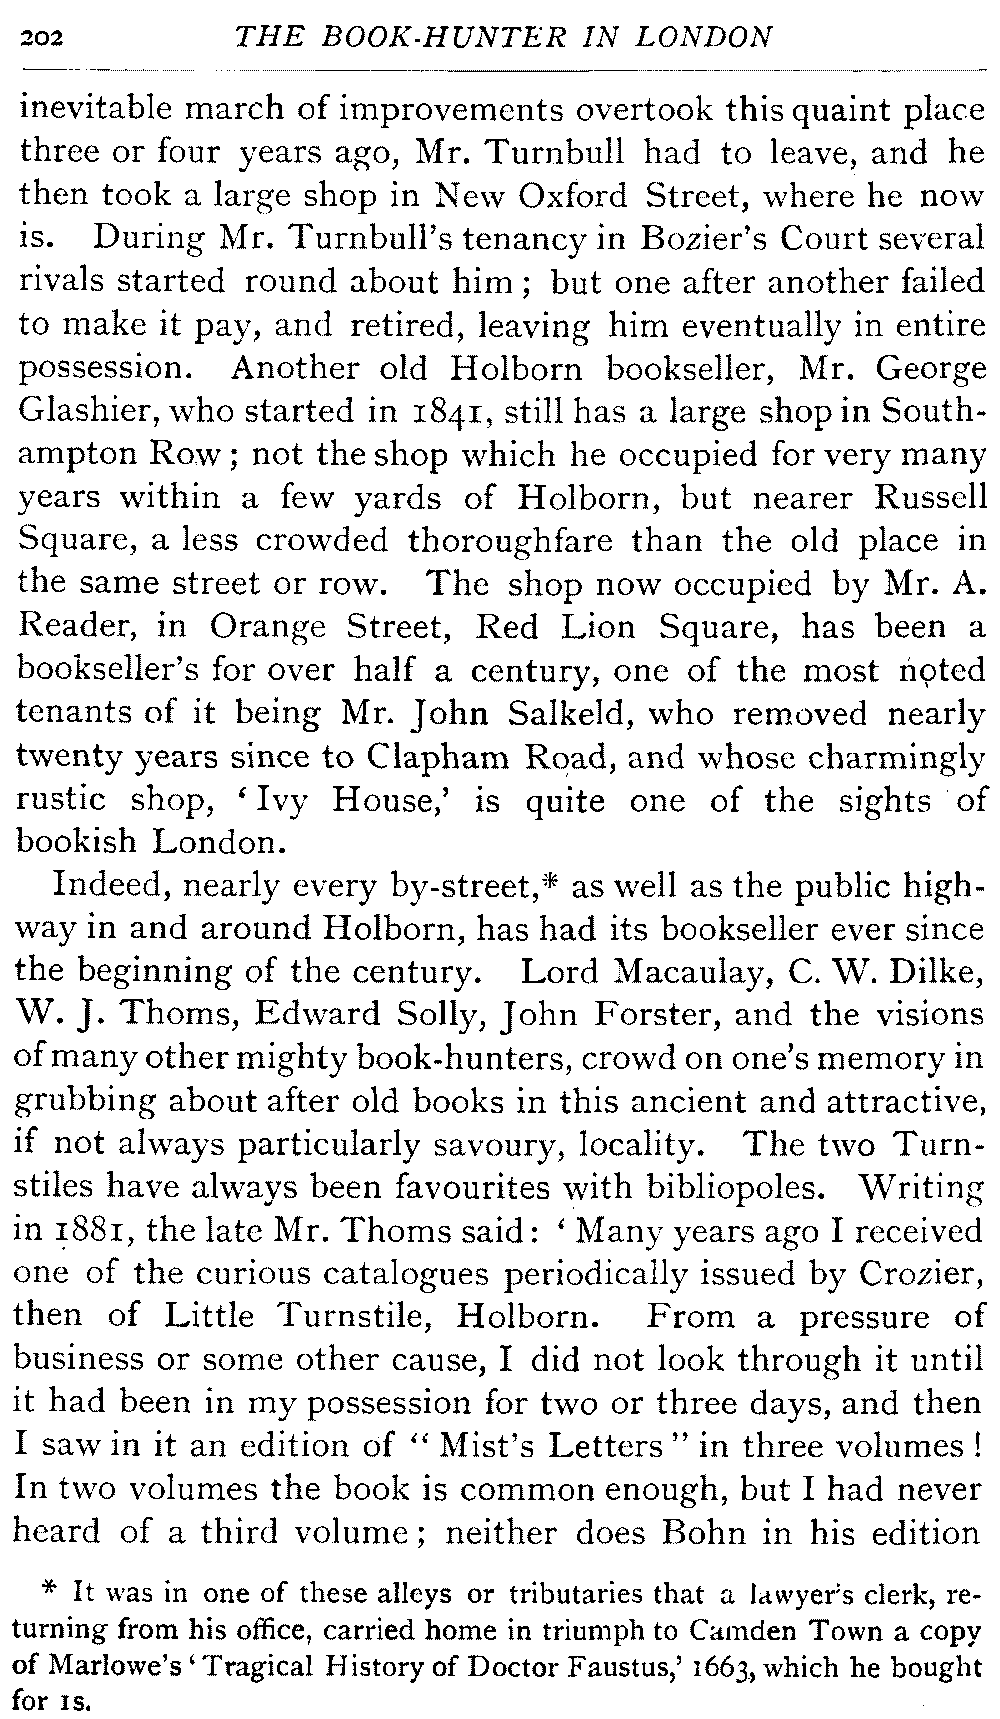 202 THE BOOK-HUNTER IN LONDON
inevitable march of improvements overtook this quaint place
three or four years ago, Mr. Turnbull had to leave, and he
then took a large shop in New Oxford Street, where he now
is. During Mr. Turnbull's tenancy in Bozier's Court several
rivals started round about him; but one after another failed
to make it pay, and retired, leaving him eventually in entire
possession. Another old Holborn bookseller, Mr. George
Glashier, who started in 1841, still has a large shop in South-
ampton Row; not the shop which he occupied for very many
years within a few yards of Holborn, but nearer Russell
Square, a less crowded thoroughfare than the old place in
the same street or row. The shop now occupied by Mr. A.
Reader, in Orange Street, Red Lion Square, has been a
bookseller's for over half a century, one of the most noted
tenants of it being Mr. John Salkeld, who removed nearly
twenty years since to Clapham Road, and whose charmingly
rustic shop, 'Ivy House,' is quite one of the sights of
bookish London.
Indeed, nearly every by-street,* as well as the public high-
way in and around Holborn, has had its bookseller ever since
the beginning of the century. Lord Macaulay, C. W. Dilke,
W. J. Thoms, Edward Solly, John Forster, and the visions
of many other mighty book-hunters, crowd on one's memory in
grubbing about after old books in this ancient and attractive,
if not always particularly savoury, locality. The two Turn-
stiles have always been favourites with bibliopoles. Writing
in 1881, the late Mr. Thoms said: 'Many years ago I received
one of the curious catalogues periodically issued by Crozier,
then of Little Turnstile, Holborn. From a pressure of
business or some other cause, I did not look through it until
it had been in my possession for two or three days, and then
I saw in it an edition of "Mist's Letters" in three volumes!
In two volumes the book is common enough, but I had never
heard of a third volume; neither does Bohn in his edition
* It was in one of these alleys or tributaries that a lawyer's clerk, re-
turning from his office, carried home in triumph to Camden Town a copy
of Marlowe's 'Tragical History of Doctor Faustus,' 1663, which he bought
for 1s.